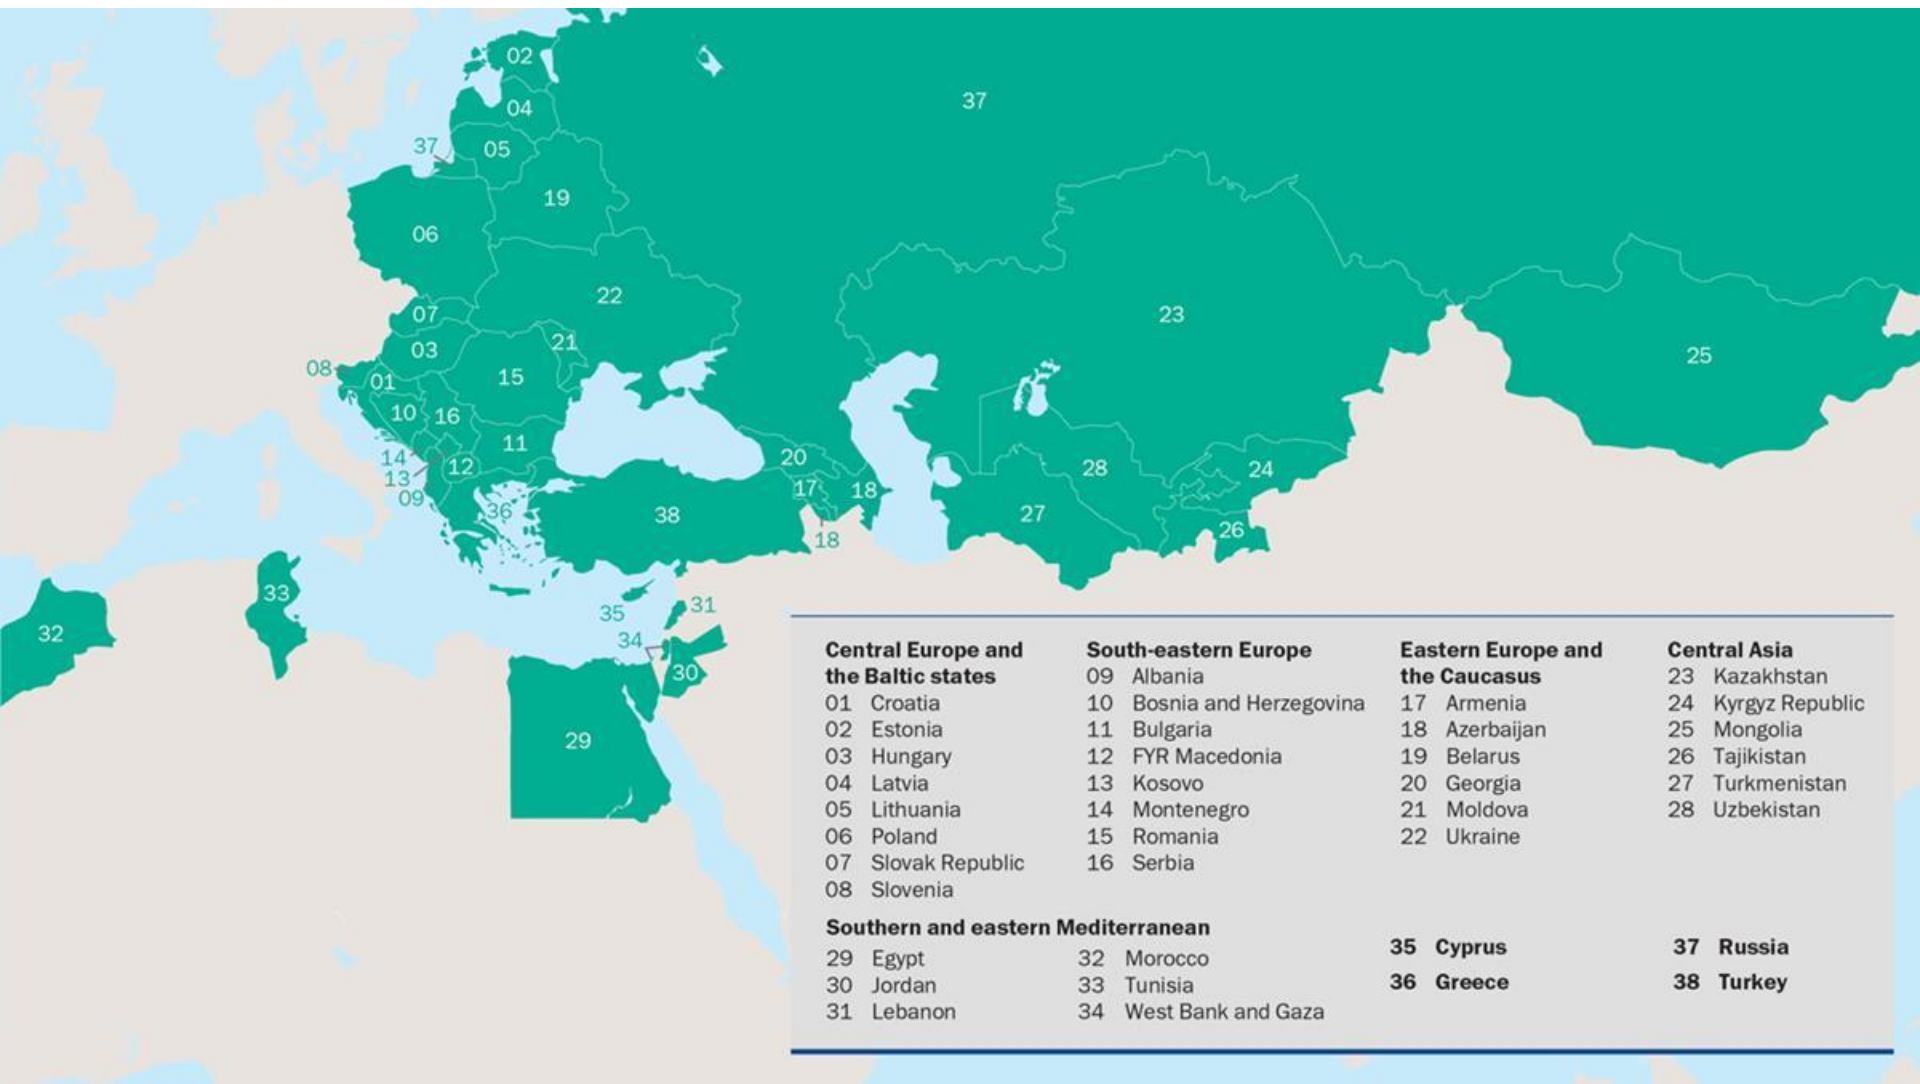 02
37
04
37
05
19
06
22
07
23
21
03
25
08
01
15
10
16
11
14
20
12
28
24
13
17
18
09
36
38
27
26
18
33
35
31
32
34
30
29
Central Europe and
the Baltic states
01 Croatia
02 Estonia
03 Hungary
04 Latvia
05 Lithuania
06 Poland
07 Slovak Republic
08 Slovenia
South-eastern Europe
09 Albania
10 Bosnia and Herzegovina
11 Bulgaria
12 FYR Macedonia
13 Kosovo
14 Montenegro
15 Romania
16 Serbia
Eastern Europe and
the Caucasus
17 Armenia
18 Azerbaijan
19 Belarus
20 Georgia
21 Moldova
22 Ukraine
Central Asia
23 Kazakhstan
24 Kyrgyz Republic
25 Mongolia
26 Tajikistan
27 Turkmenistan
28 Uzbekistan
Southern and eastern Mediterranean
29 Egypt
30 Jordan
31 Lebanon
32 Morocco
33 Tunisia
34 West Bank and Gaza
35 Cyprus
36 Greece
37 Russia
38 Turkey